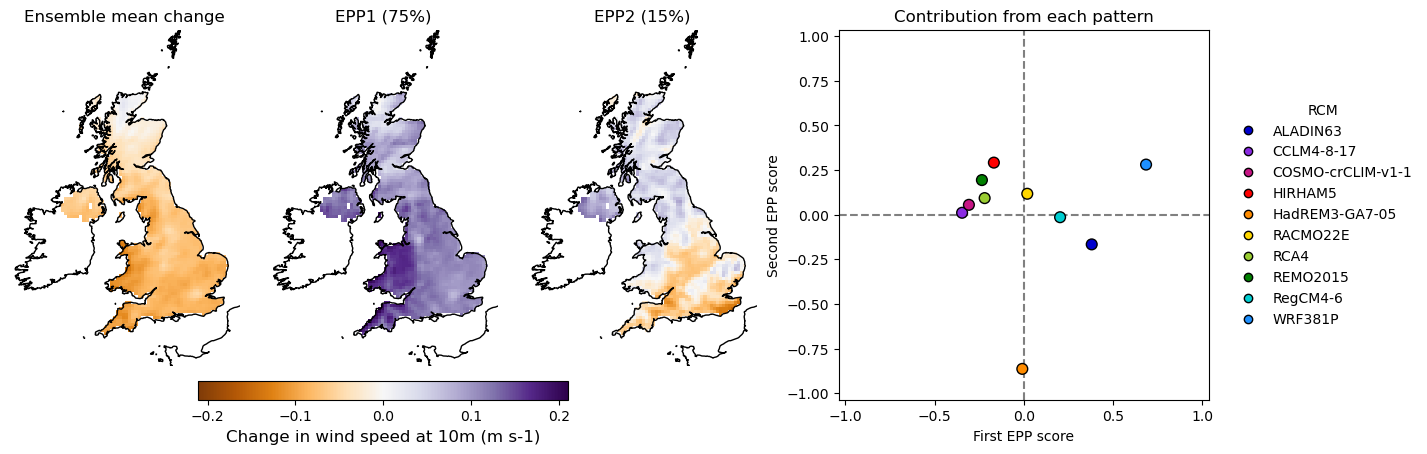 Ensemble mean change
EPP1 (75%)
EPP2 (15%)
−0.2
−0.1
0.0
0.1
0.2
Change in wind speed at 10m (m s-1)
Contribution from each pattern
Second EPP score
1.00
0.75
0.50
0.25
0.00
−0.25
−0.50
−0.75
−1.00
−1.0
−0.5
0.0
0.5
1.0
First EPP score
RCM
ALADIN63
CCLM4-8-17
COSMO-crCLIM-v1-1
HIRHAM5
HadREM3-GA7-05
RACMO22E
RCA4
REMO2015
RegCM4-6
WRF381P